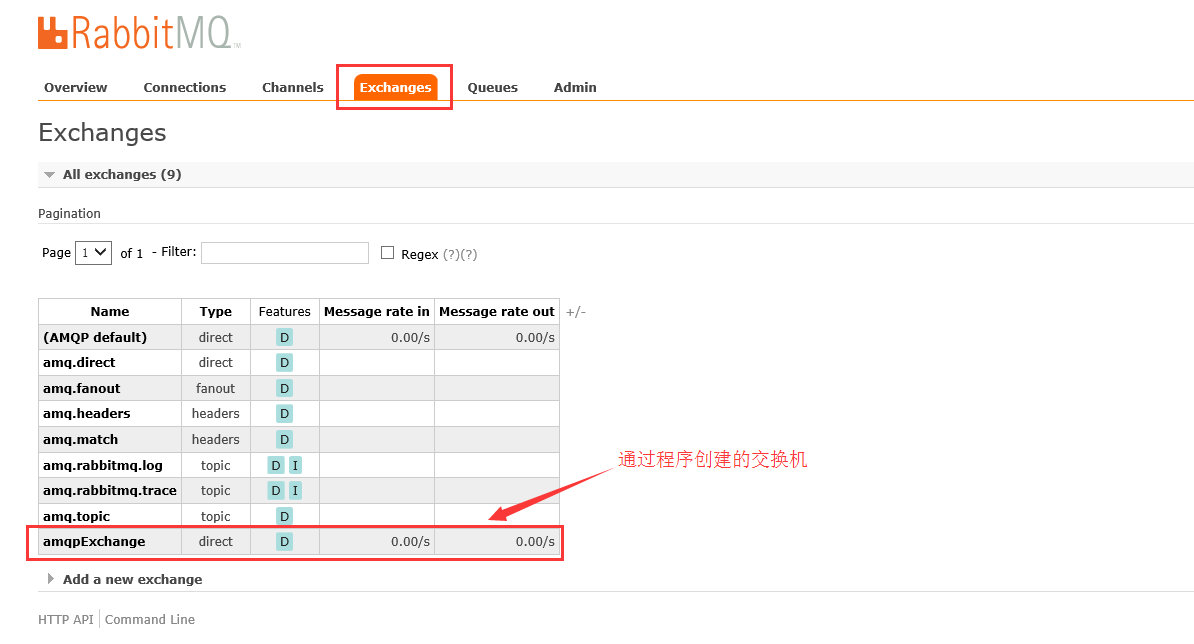 RabbitMQ™
Overview Connections Channels Exchanges Queues Admin
Exchanges
All exchanges (9)
Pagination
Page 1 of 1 - Filter: Regex (?)(?)
Name Type Features Message rate in Message rate out +/-
(AMQP default) direct D 0.00/s 0.00/s
amq.direct direct D
amq.fanout fanout D
amq.headers headers D
amq.match headers D
amq.rabbitmq.log topic D I
通过程序创建的交换机
amq.rabbitmq.trace topic D I
amq.topic topic D
amqpExchange direct D 0.00/s 0.00/s
Add a new exchange
HTTP API Command Line